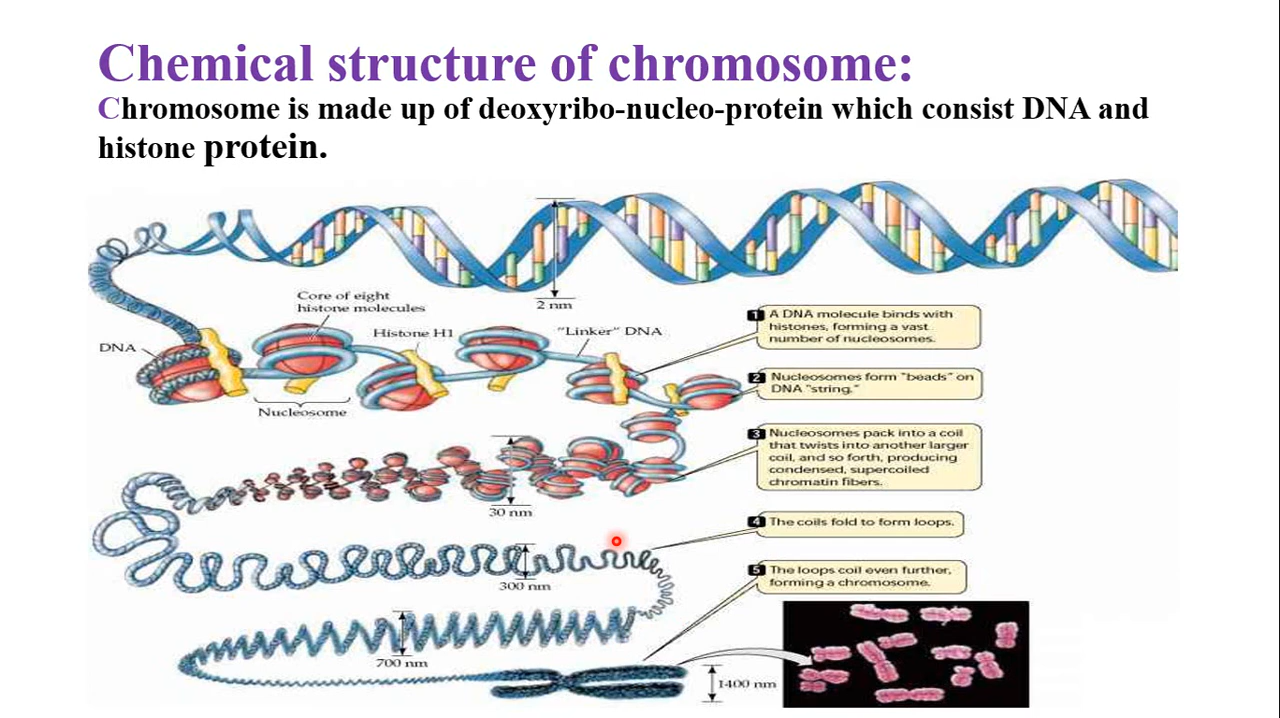 Chemical structure of chromosome:
Chromosome is made up of deoxyribo-nucleo-protein which consist DNA and
histone protein.
2 nm
Core of eight
histone molecules
Histone H1
"Linker" DNA
DNA
Nucleosome
1 A DNA molecule binds with
histones, forming a vast
number of nucleosomes.
2 Nucleosomes form "beads" on
DNA "string."
3 Nucleosomes pack into a coil
that twists into another larger
coil, and so forth, producing
condensed, supercoiled
chromatin fibers.
30 nm
4 The coils fold to form loops.
300 nm
5 The loops coil even further,
forming a chromosome.
700 nm
1400 nm